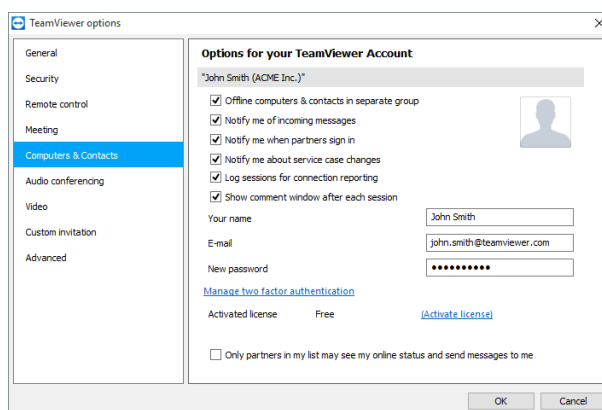 TeamViewer options
General
Security
Remote control
Meeting
Computers & Contacts
Audio conferencing
Video
Custom invitation
Advanced
Options for your TeamViewer Account
"John Smith (ACME Inc.)"
Offline computers & contacts in separate group
Notify me of incoming messages
Notify me when partners sign in
Notify me about service case changes
Log sessions for connection reporting
Show comment window after each session
Your name John Smith
E-mail john.smith@teamviewer.com
New password ••••••••••
Manage two factor authentication
Activated license Free (Activate license)
Only partners in my list may see my online status and send messages to me
OK Cancel